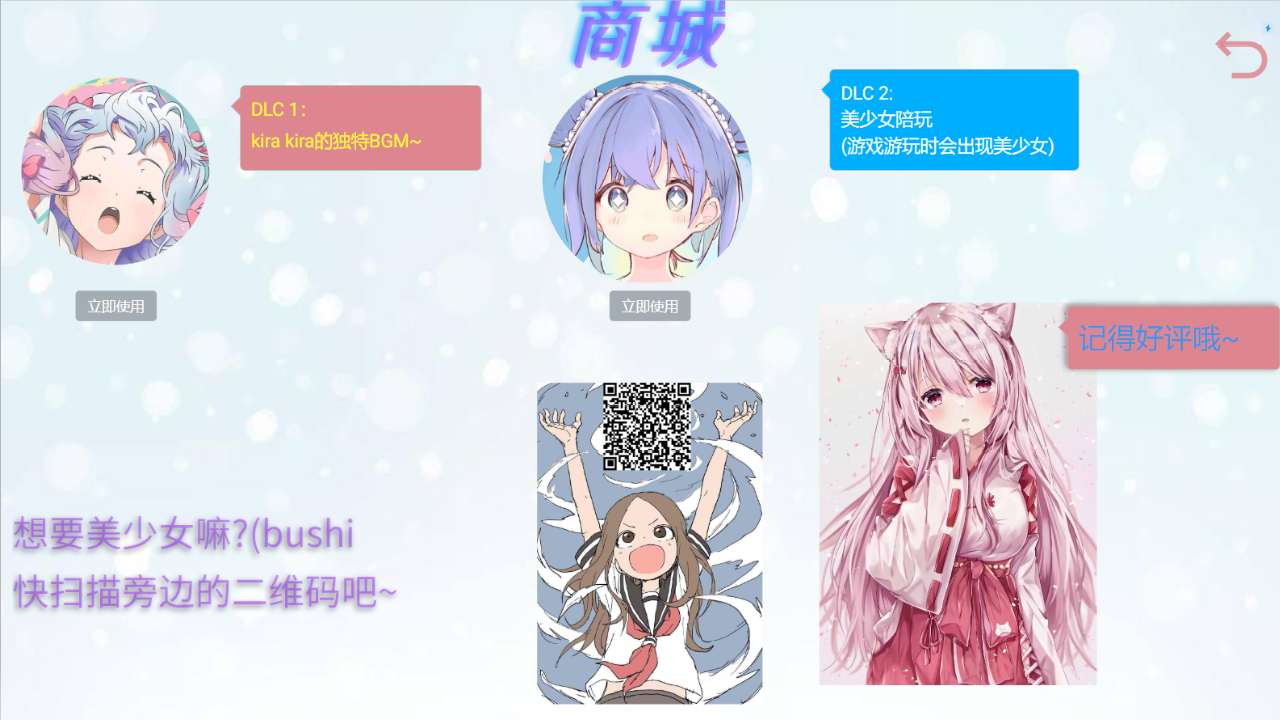 商城
DLC 1：
kira kira的独特BGM~
DLC 2:
美少女陪玩
(游戏游玩时会出现美少女)
立即使用
立即使用
记得好评哦~
想要美少女嘛?(bushi
快扫描旁边的二维码吧~